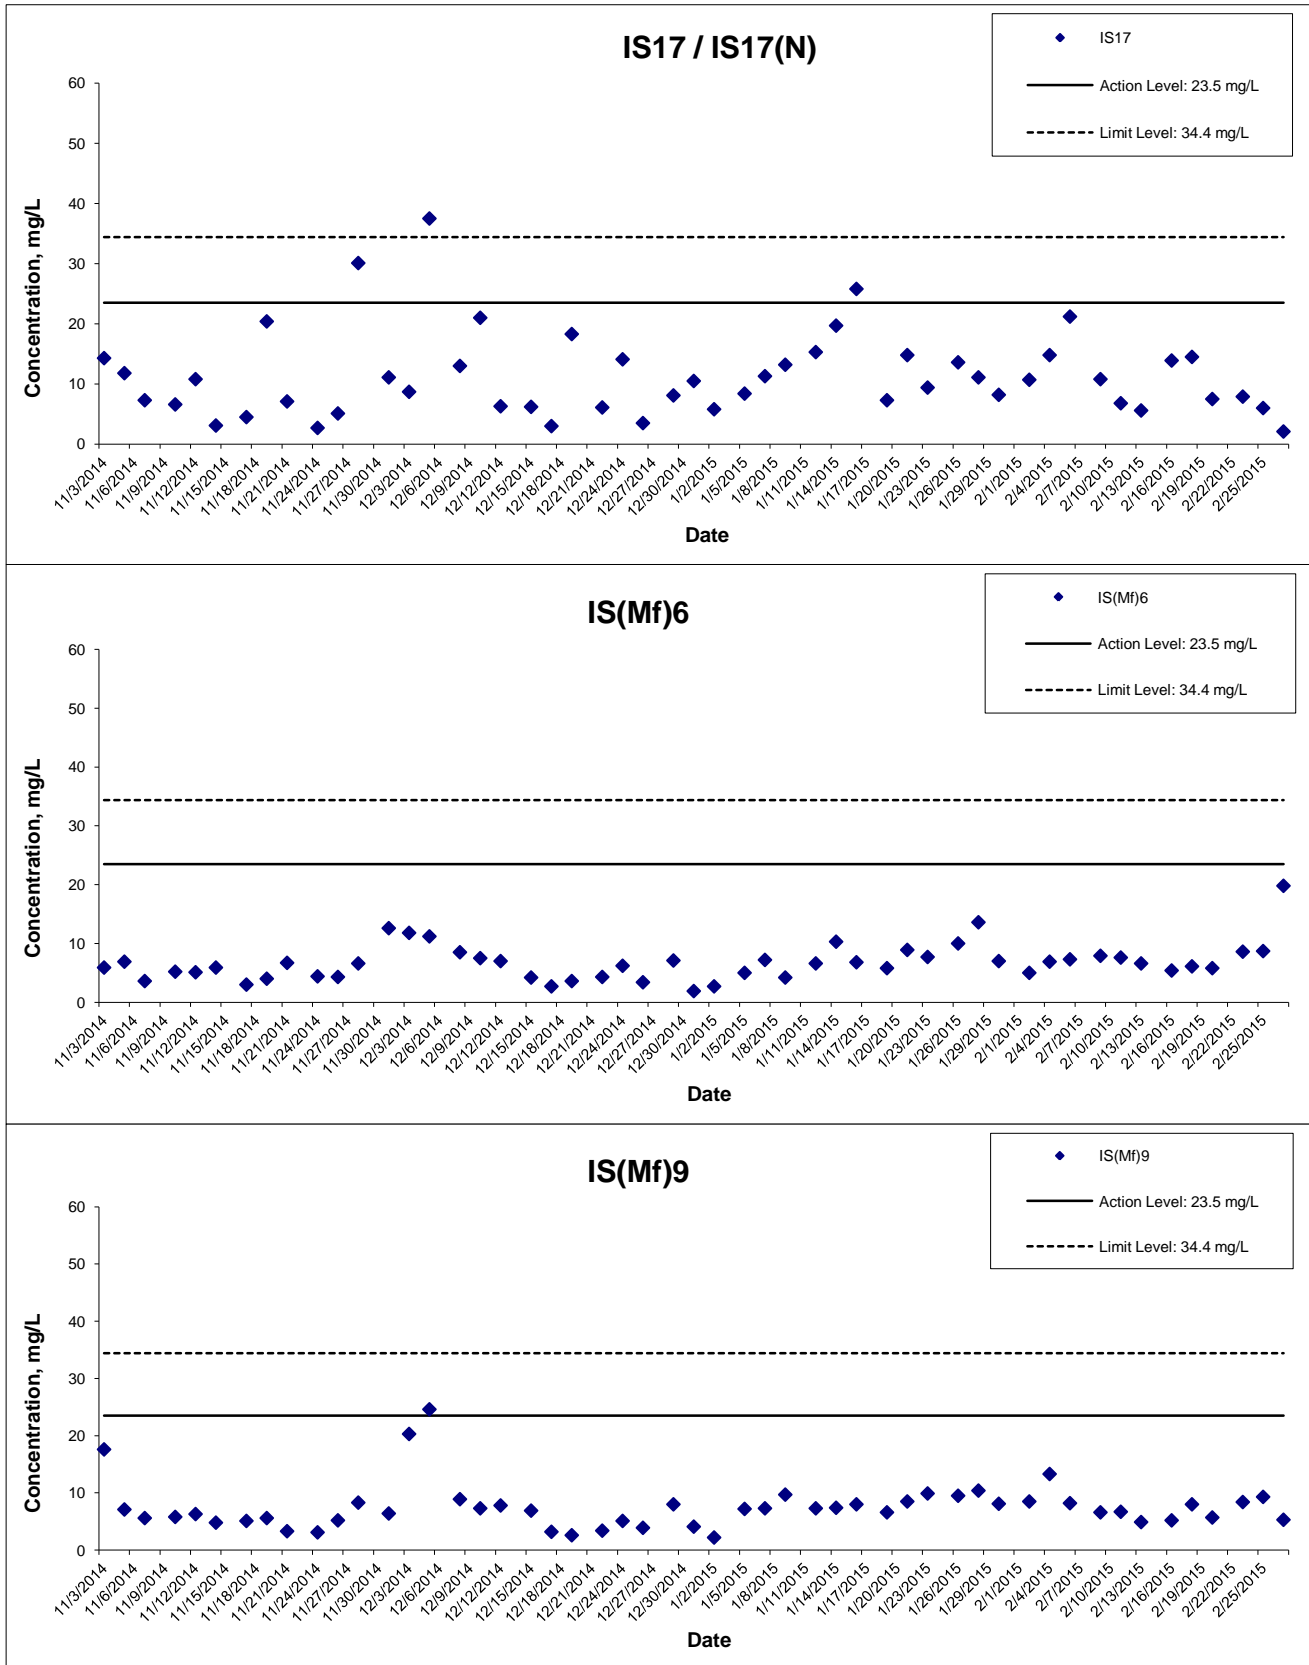 IS17 / IS17(N)
IS17
Action Level: 23.5 mg/L
Limit Level: 34.4 mg/L
Concentration, mg/L
60
50
40
30
20
10
0
11/3/2014 11/6/2014 11/9/2014 11/12/2014 11/15/2014 11/18/2014 11/21/2014 11/24/2014 11/27/2014 11/30/2014 12/3/2014 12/6/2014 12/9/2014 12/12/2014 12/15/2014 12/18/2014 12/21/2014 12/24/2014 12/27/2014 12/30/2014 1/2/2015 1/5/2015 1/8/2015 1/11/2015 1/14/2015 1/17/2015 1/20/2015 1/23/2015 1/26/2015 1/29/2015 2/1/2015 2/4/2015 2/7/2015 2/10/2015 2/13/2015 2/16/2015 2/19/2015 2/22/2015 2/25/2015
Date
IS(Mf)6
IS(Mf)6
Action Level: 23.5 mg/L
Limit Level: 34.4 mg/L
Concentration, mg/L
60
50
40
30
20
10
0
11/3/2014 11/6/2014 11/9/2014 11/12/2014 11/15/2014 11/18/2014 11/21/2014 11/24/2014 11/27/2014 11/30/2014 12/3/2014 12/6/2014 12/9/2014 12/12/2014 12/15/2014 12/18/2014 12/21/2014 12/24/2014 12/27/2014 12/30/2014 1/2/2015 1/5/2015 1/8/2015 1/11/2015 1/14/2015 1/17/2015 1/20/2015 1/23/2015 1/26/2015 1/29/2015 2/1/2015 2/4/2015 2/7/2015 2/10/2015 2/13/2015 2/16/2015 2/19/2015 2/22/2015 2/25/2015
Date
IS(Mf)9
IS(Mf)9
Action Level: 23.5 mg/L
Limit Level: 34.4 mg/L
Concentration, mg/L
60
50
40
30
20
10
0
11/3/2014 11/6/2014 11/9/2014 11/12/2014 11/15/2014 11/18/2014 11/21/2014 11/24/2014 11/27/2014 11/30/2014 12/3/2014 12/6/2014 12/9/2014 12/12/2014 12/15/2014 12/18/2014 12/21/2014 12/24/2014 12/27/2014 12/30/2014 1/2/2015 1/5/2015 1/8/2015 1/11/2015 1/14/2015 1/17/2015 1/20/2015 1/23/2015 1/26/2015 1/29/2015 2/1/2015 2/4/2015 2/7/2015 2/10/2015 2/13/2015 2/16/2015 2/19/2015 2/22/2015 2/25/2015
Date